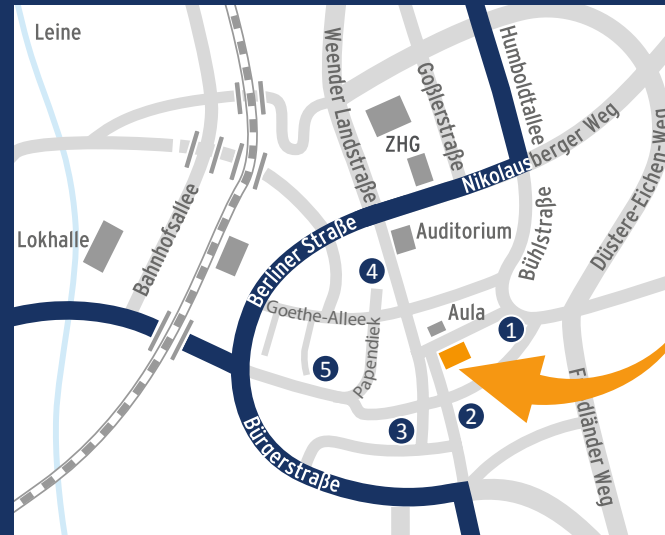 Leine
Weender Landstraße
Goßlerstraße
Humboldtallee
ZHG
Nikolausberger Weg
Düstere-Eichen-Weg
Lokhalle
Bahnhofsallee
Berliner Straße
Auditorium
Bühlstraße
4
Goethe-Allee
Papendiek
Aula
1
5
2
3
Bürgerstraße
Friedländer Weg